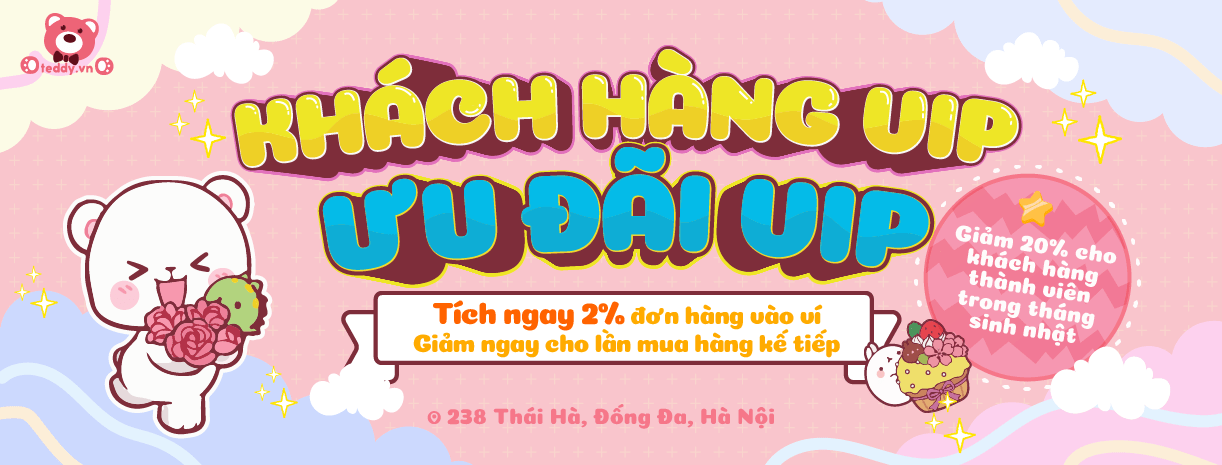 teddy.vn
KHÁCH HÀNG VIP
ƯU ĐÃI VIP
Giảm 20% cho
khách hàng
thành viên
trong tháng
sinh nhật
Tích ngay 2% đơn hàng vào ví
Giảm ngay cho lần mua hàng kế tiếp
238 Thái Hà, Đống Đa, Hà Nội